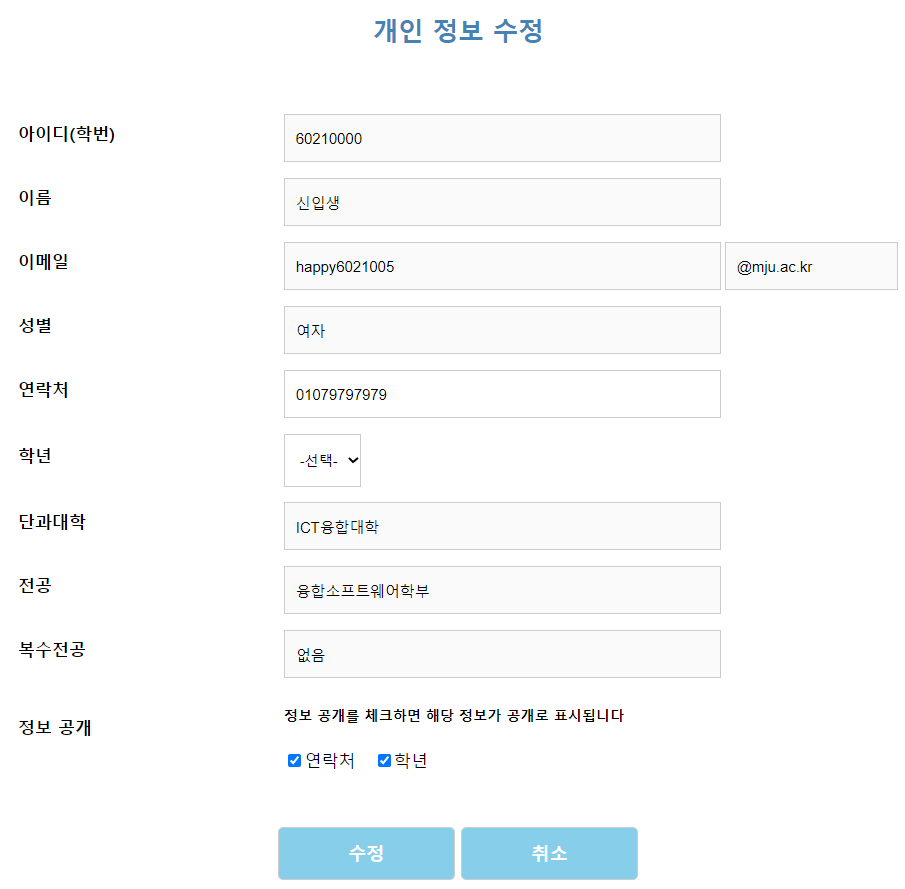 개인 정보 수정
아이디(학번) 60210000
이름 신입생
이메일 happy6021005 @mju.ac.kr
성별 여자
연락처 01079797979
학년 -선택-
단과대학 ICT융합대학
전공 융합소프트웨어학부
복수전공 없음
정보 공개 정보 공개를 체크하면 해당 정보가 공개로 표시됩니다
연락처 학년
수정 취소